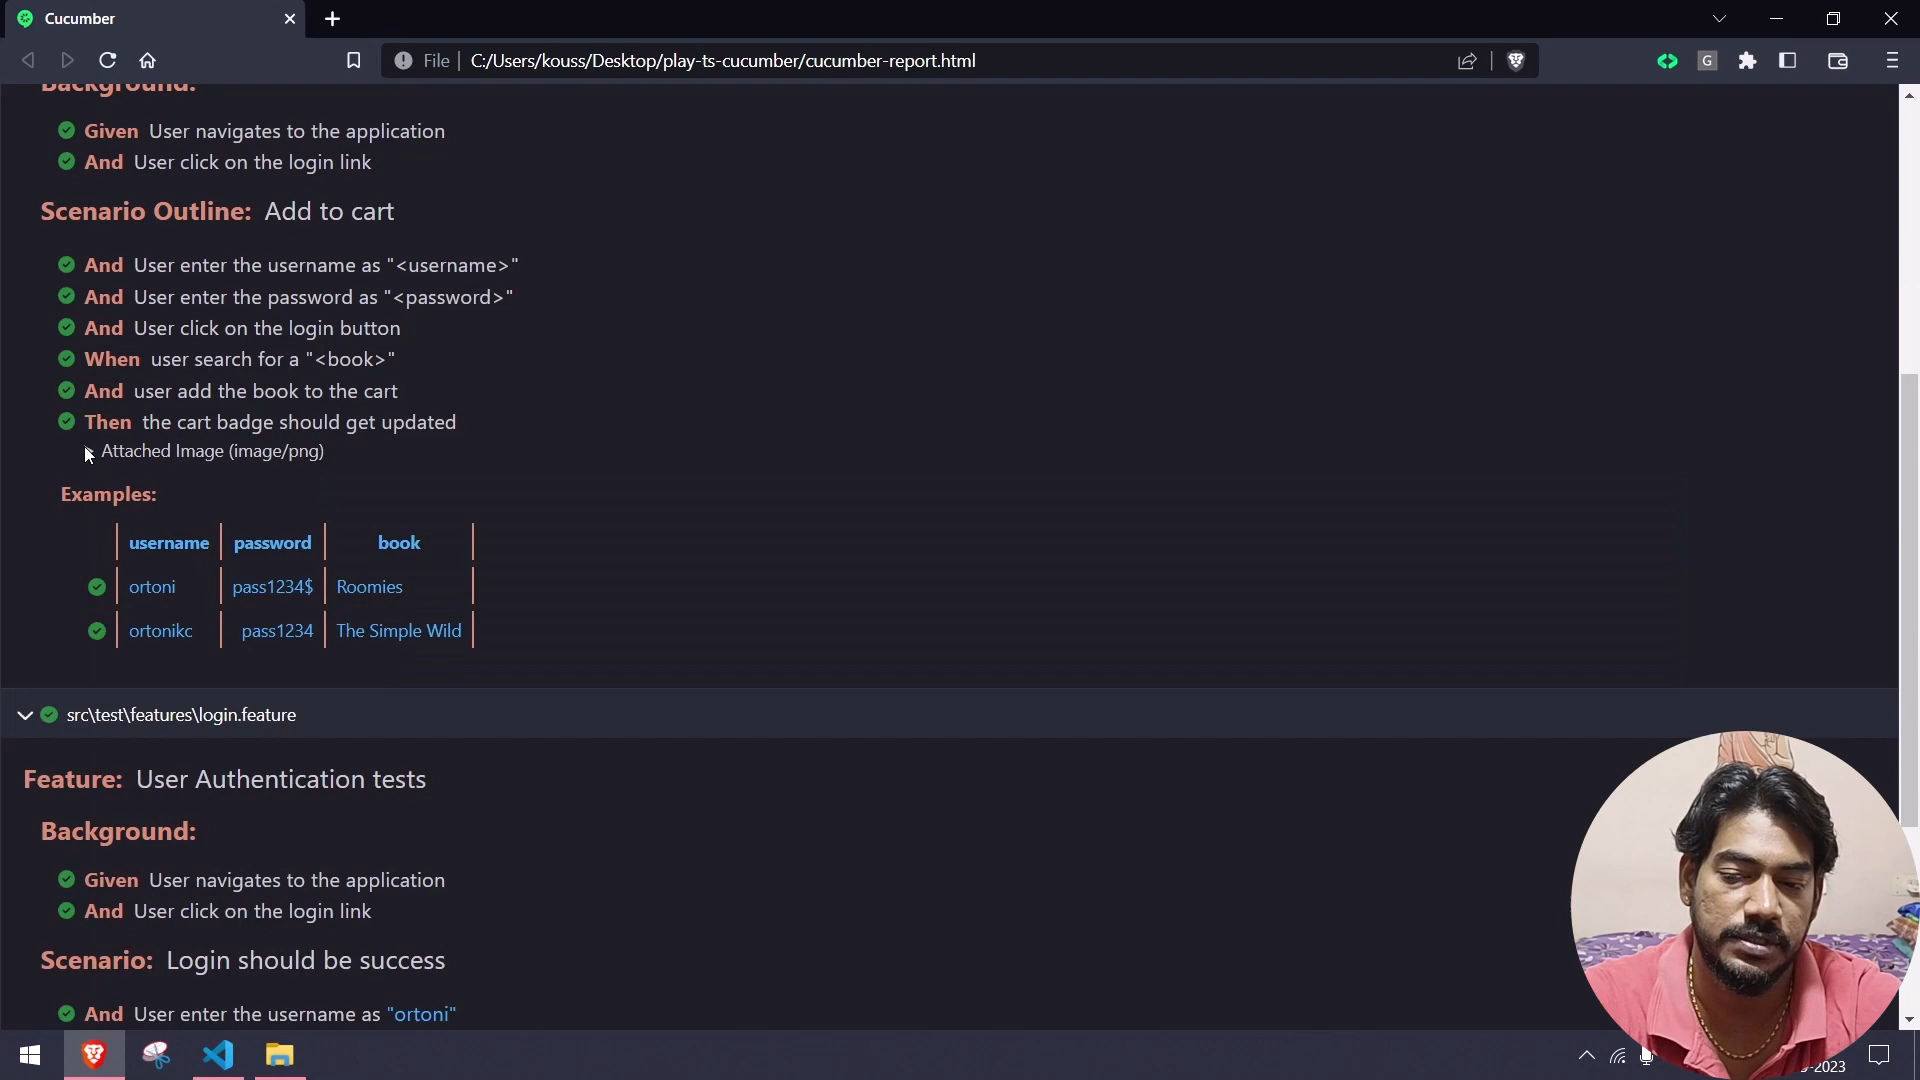 Cucumber
File
C:/Users/kouss/Desktop/play-ts-cucumber/cucumber-report.html
G
Background:
Given User navigates to the application
And User click on the login link
Scenario Outline: Add to cart
And User enter the username as "<username>"
And User enter the password as "<password>"
And User click on the login button
When user search for a "<book>"
And user add the book to the cart
Then the cart badge should get updated
Attached Image (image/png)
Examples:
username password book
ortoni pass1234$ Roomies
ortonikc pass1234 The Simple Wild
src\test\features\login.feature
Feature: User Authentication tests
Background:
Given User navigates to the application
And User click on the login link
Scenario: Login should be success
And User enter the username as "ortoni"
-2023